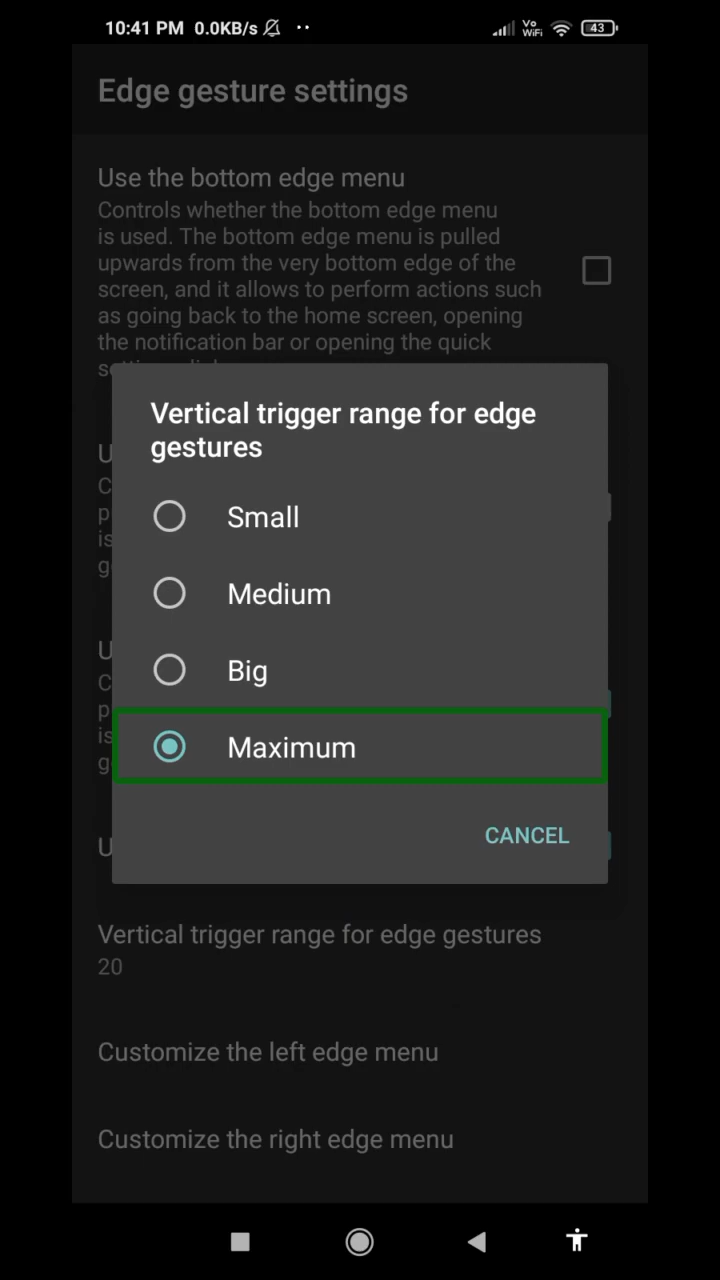 10:41 PM 0.0KB/s
Vo
WiFi
43
Edge gesture settings
Use the bottom edge menu
Controls whether the bottom edge menu
is used. The bottom edge menu is pulled
upwards from the very bottom edge of the
screen, and it allows to perform actions such
as going back to the home screen, opening
the notification bar or opening the quick
Vertical trigger range for edge
gestures
Small
Medium
Big
Maximum
CANCEL
Vertical trigger range for edge gestures
20
Customize the left edge menu
Customize the right edge menu